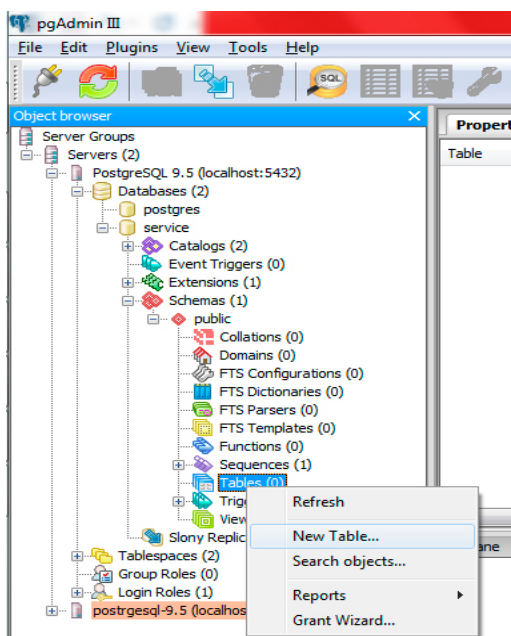 pgAdmin III
File Edit Plugins View Tools Help
SQL
Object browser
Server Groups
Servers (2)
PostgreSQL 9.5 (localhost:5432)
Databases (2)
postgres
service
Catalogs (2)
Event Triggers (0)
Extensions (1)
Schemas (1)
public
Collations (0)
Domains (0)
FTS Configurations (0)
FTS Dictionaries (0)
FTS Parsers (0)
FTS Templates (0)
Functions (0)
Sequences (1)
Tables (0)
Trig
View
Slony Replic
Tablespaces (2)
Group Roles (0)
Login Roles (1)
postrgesql-9.5 (localhos
Propert
Table
ane
Refresh
New Table...
Search objects...
Reports
Grant Wizard...